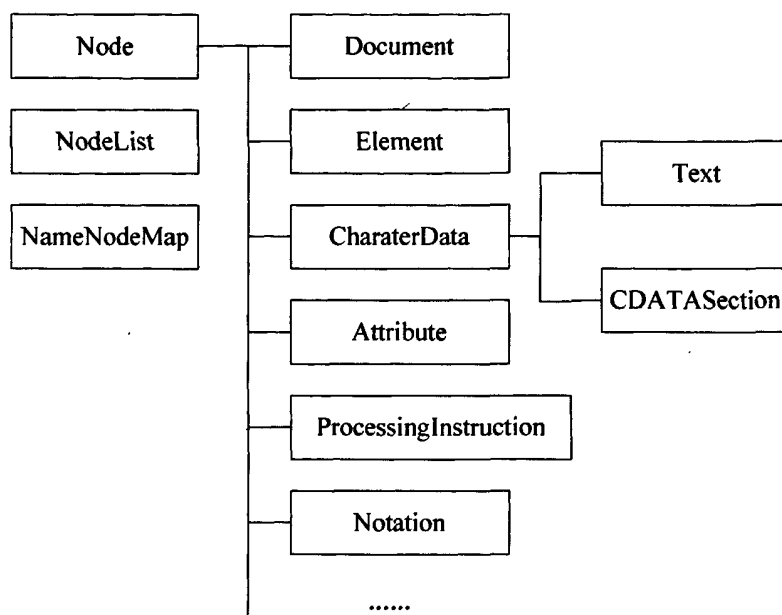 Node
Document
NodeList
Element
Text
NameNodeMap
CharaterData
CDATASection
Attribute
ProcessingInstruction
Notation
......